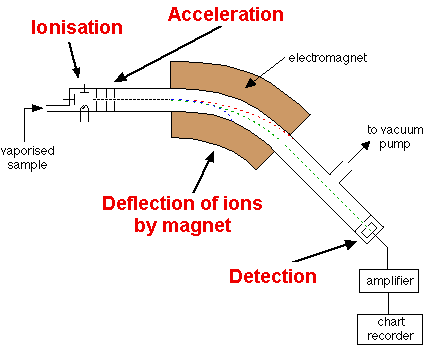 Acceleration
Ionisation
electromagnet
vaporised
sample
to vacuum
pump
Deflection of ions
by magnet
Detection
amplifier
chart
recorder